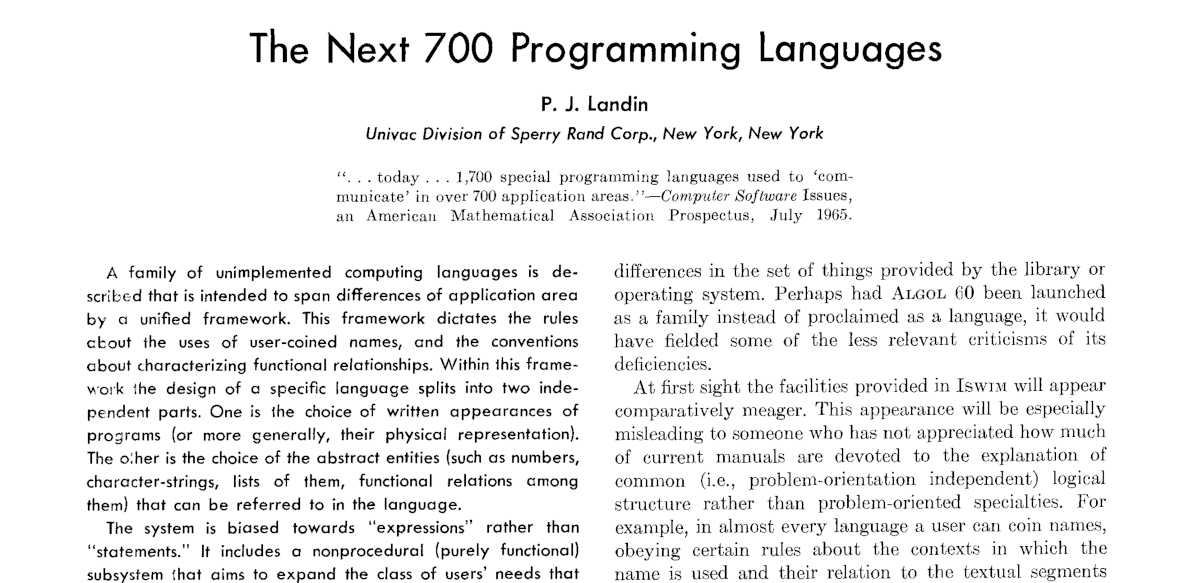 The Next 700 Programming Languages
P. J. Landin
Univac Division of Sperry Rand Corp., New York, New York
“. . . today . . . 1,700 special programming languages used to ‘com-
municate’ in over 700 application areas.”—Computer Software Issues,
an American Mathematical Association Prospectus, July 1965.
A family of unimplemented computing languages is de-
scribed that is intended to span differences of application area
by a unified framework. This framework dictates the rules
about the uses of user-coined names, and the conventions
about characterizing functional relationships. Within this frame-
work the design of a specific language splits into two inde-
pendent parts. One is the choice of written appearances of
programs (or more generally, their physical representation).
The other is the choice of the abstract entities (such as numbers,
character-strings, lists of them, functional relations among
them) that can be referred to in the language.
The system is biased towards “expressions” rather than
“statements.” It includes a nonprocedural (purely functional)
subsystem that aims to expand the class of users’ needs that
differences in the set of things provided by the library or
operating system. Perhaps had ALGOL 60 been launched
as a family instead of proclaimed as a language, it would
have fielded some of the less relevant criticisms of its
deficiencies.
At first sight the facilities provided in ISWIM will appear
comparatively meager. This appearance will be especially
misleading to someone who has not appreciated how much
of current manuals are devoted to the explanation of
common (i.e., problem-orientation independent) logical
structure rather than problem-oriented specialties. For
example, in almost every language a user can coin names,
obeying certain rules about the contexts in which the
name is used and their relation to the textual segments